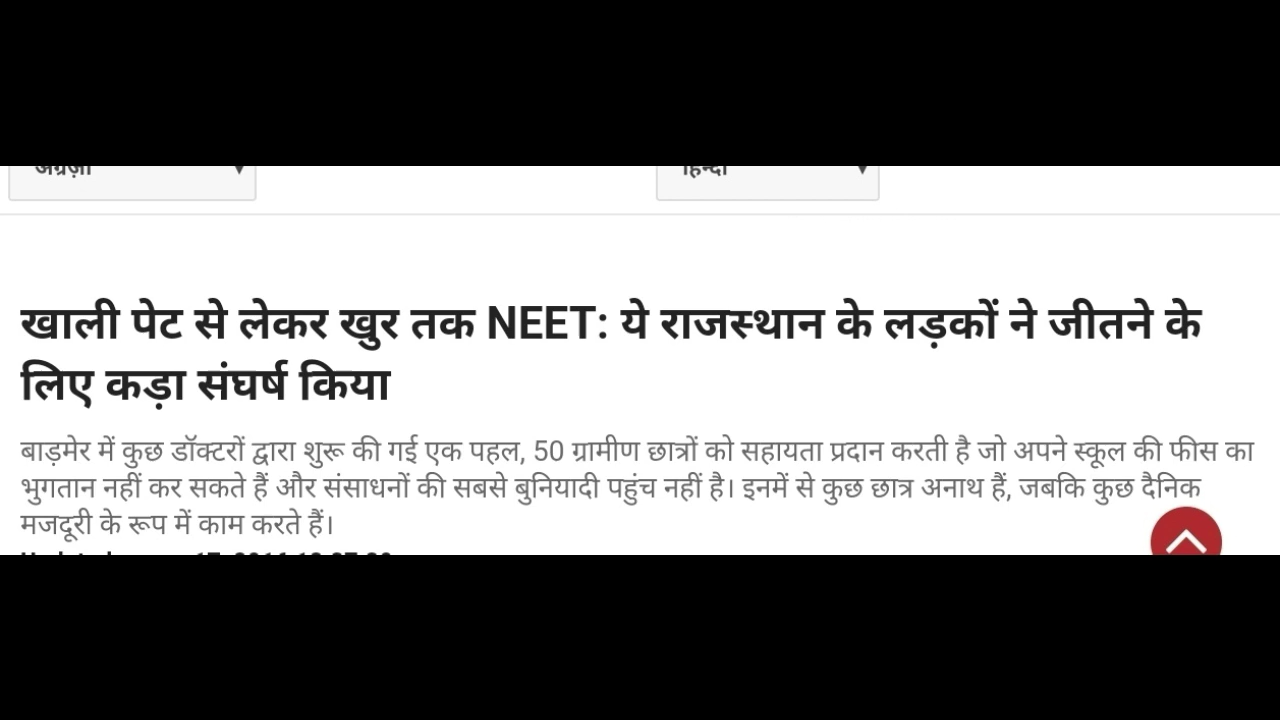 अंग्रेज़ी
हिन्दी
खाली पेट से लेकर खुर तक NEET: ये राजस्थान के लड़कों ने जीतने के
लिए कड़ा संघर्ष किया
बाड़मेर में कुछ डॉक्टरों द्वारा शुरू की गई एक पहल, 50 ग्रामीण छात्रों को सहायता प्रदान करती है जो अपने स्कूल की फीस का
भुगतान नहीं कर सकते हैं और संसाधनों की सबसे बुनियादी पहुंच नहीं है। इनमें से कुछ छात्र अनाथ हैं, जबकि कुछ दैनिक
मजदूरी के रूप में काम करते हैं।